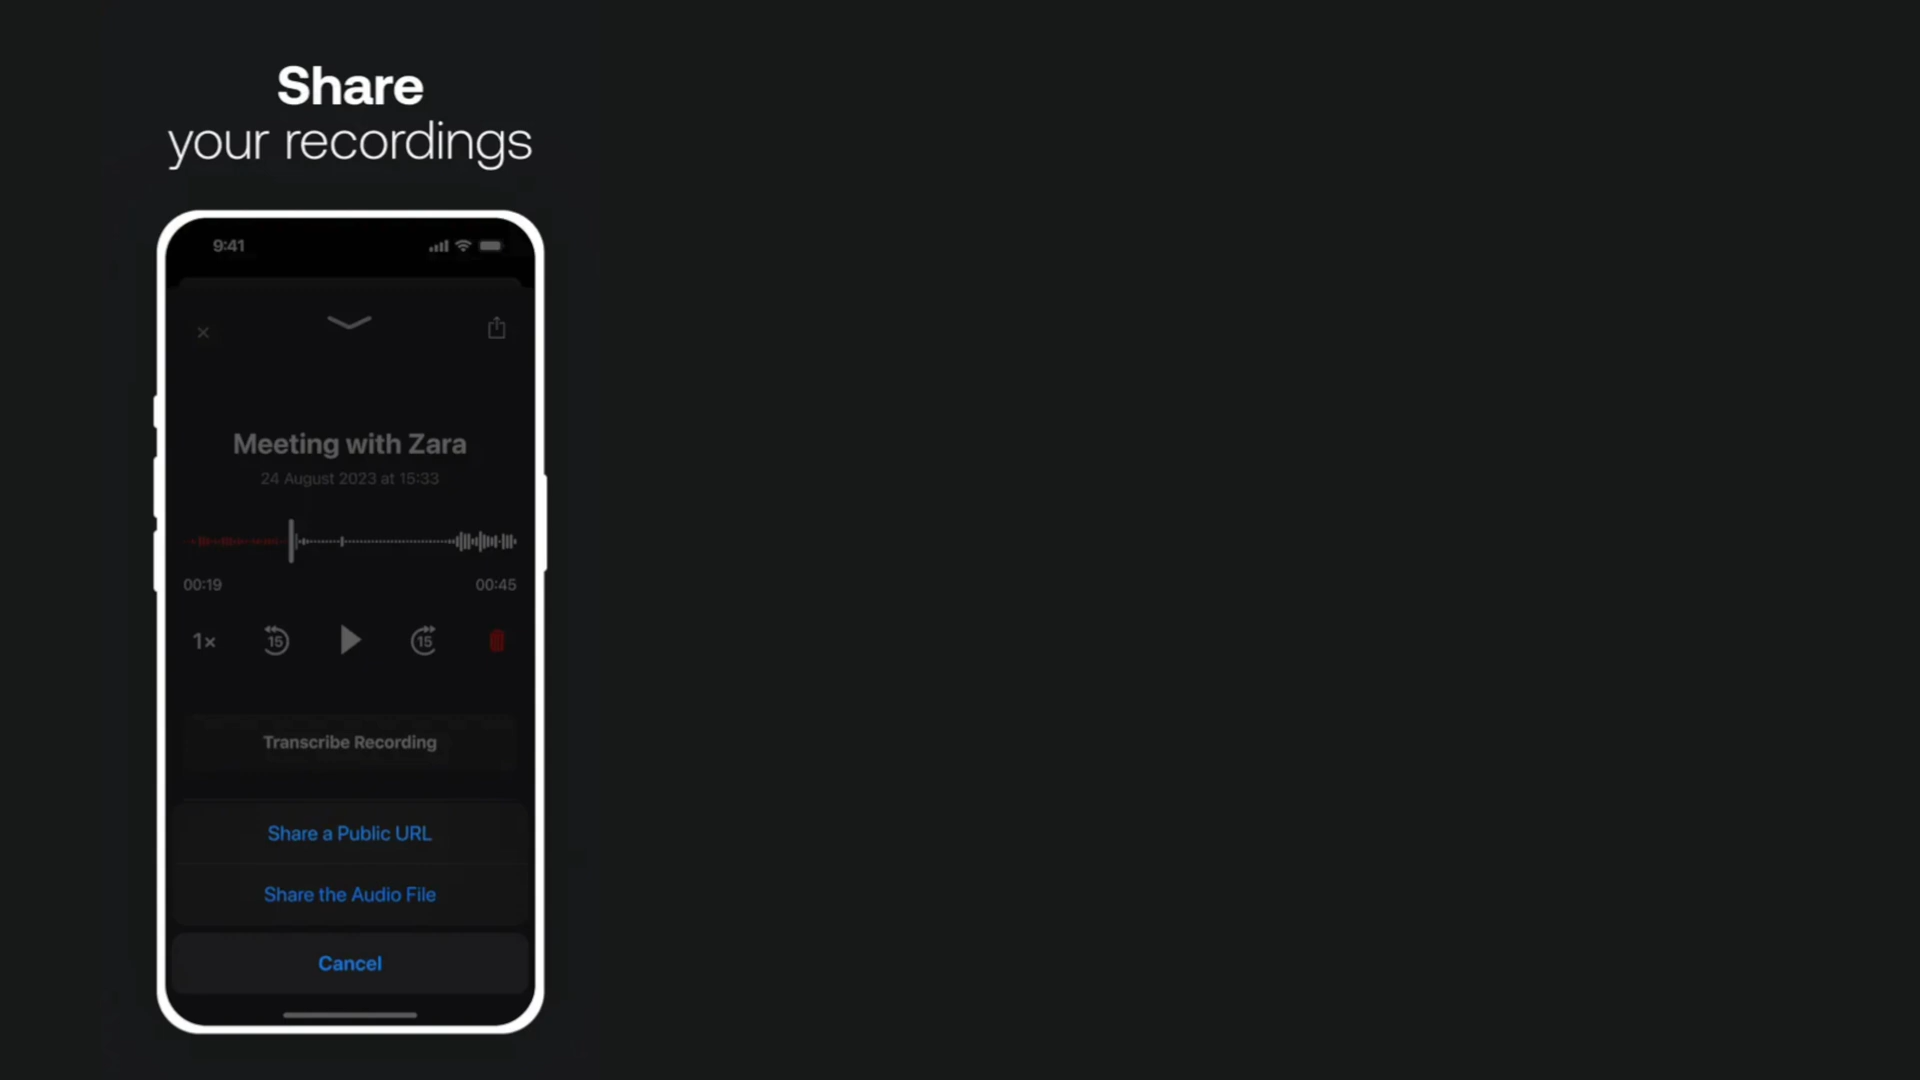 Share
your recordings
9:41
Meeting with Zara
24 August 2023 at 15:33
00:19
00:45
1×
15
15
Transcribe Recording
Share a Public URL
Share the Audio File
Cancel